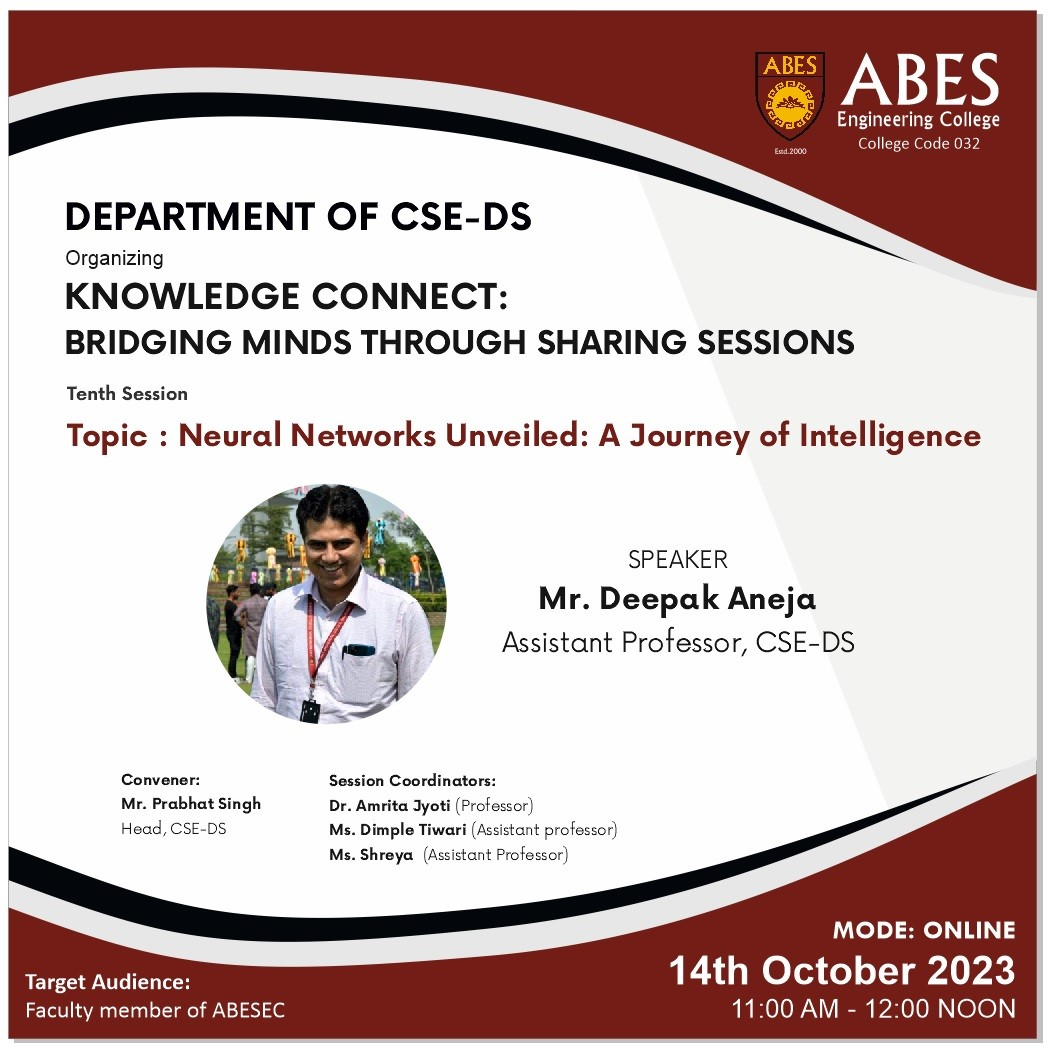 ABES
ABES
Engineering College
College Code 032
Estd.2000
DEPARTMENT OF CSE-DS
Organizing
KNOWLEDGE CONNECT:
BRIDGING MINDS THROUGH SHARING SESSIONS
Tenth Session
Topic : Neural Networks Unveiled: A Journey of Intelligence
SPEAKER
Mr. Deepak Aneja
Assistant Professor, CSE-DS
Convener:
Mr. Prabhat Singh
Head, CSE-DS
Session Coordinators:
Dr. Amrita Jyoti (Professor)
Ms. Dimple Tiwari (Assistant professor)
Ms. Shreya (Assistant Professor)
MODE: ONLINE
14th October 2023
11:00 AM - 12:00 NOON
Target Audience:
Faculty member of ABESEC